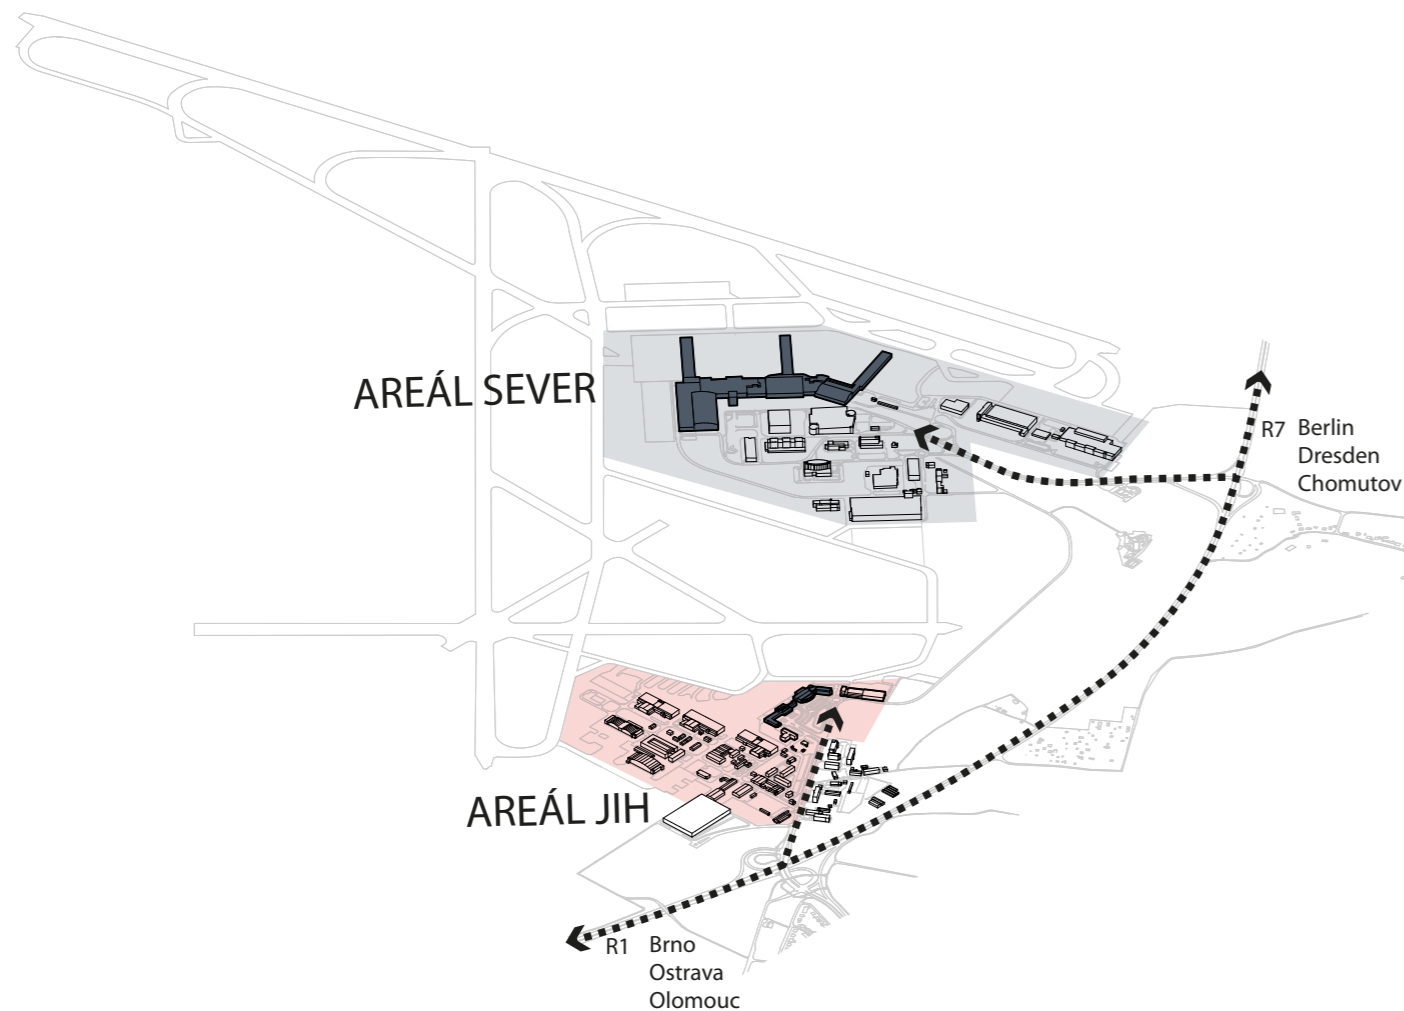 AREÁL SEVER
R7 Berlin
Dresden
Chomutov
AREÁL JIH
R1 Brno
Ostrava
Olomouc